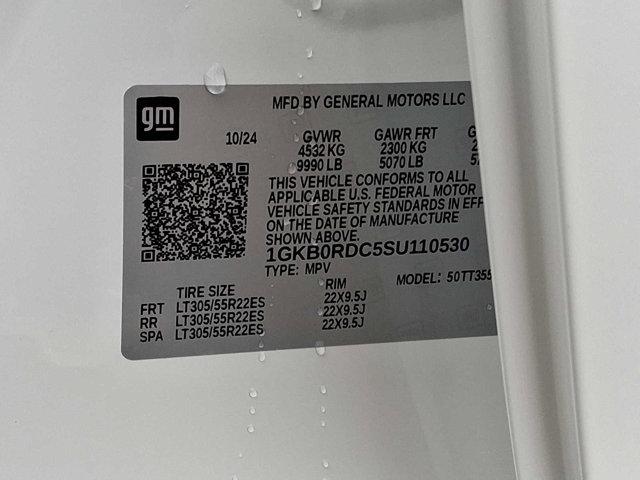 gm
MFD BY GENERAL MOTORS LLC
10/24 GVWR GAWR FRT
4532 KG 2300 KG
9990 LB 5070 LB
THIS VEHICLE CONFORMS TO ALL
APPLICABLE U.S. FEDERAL MOTOR
VEHICLE SAFETY STANDARDS IN EFF
ON THE DATE OF MANUFACTURE
SHOWN ABOVE.
1GKB0RDC5SU110530
TYPE: MPV MODEL: 50TT355
TIRE SIZE RIM
FRT LT305/55R22ES 22X9.5J
RR LT305/55R22ES 22X9.5J
SPA LT305/55R22ES 22X9.5J